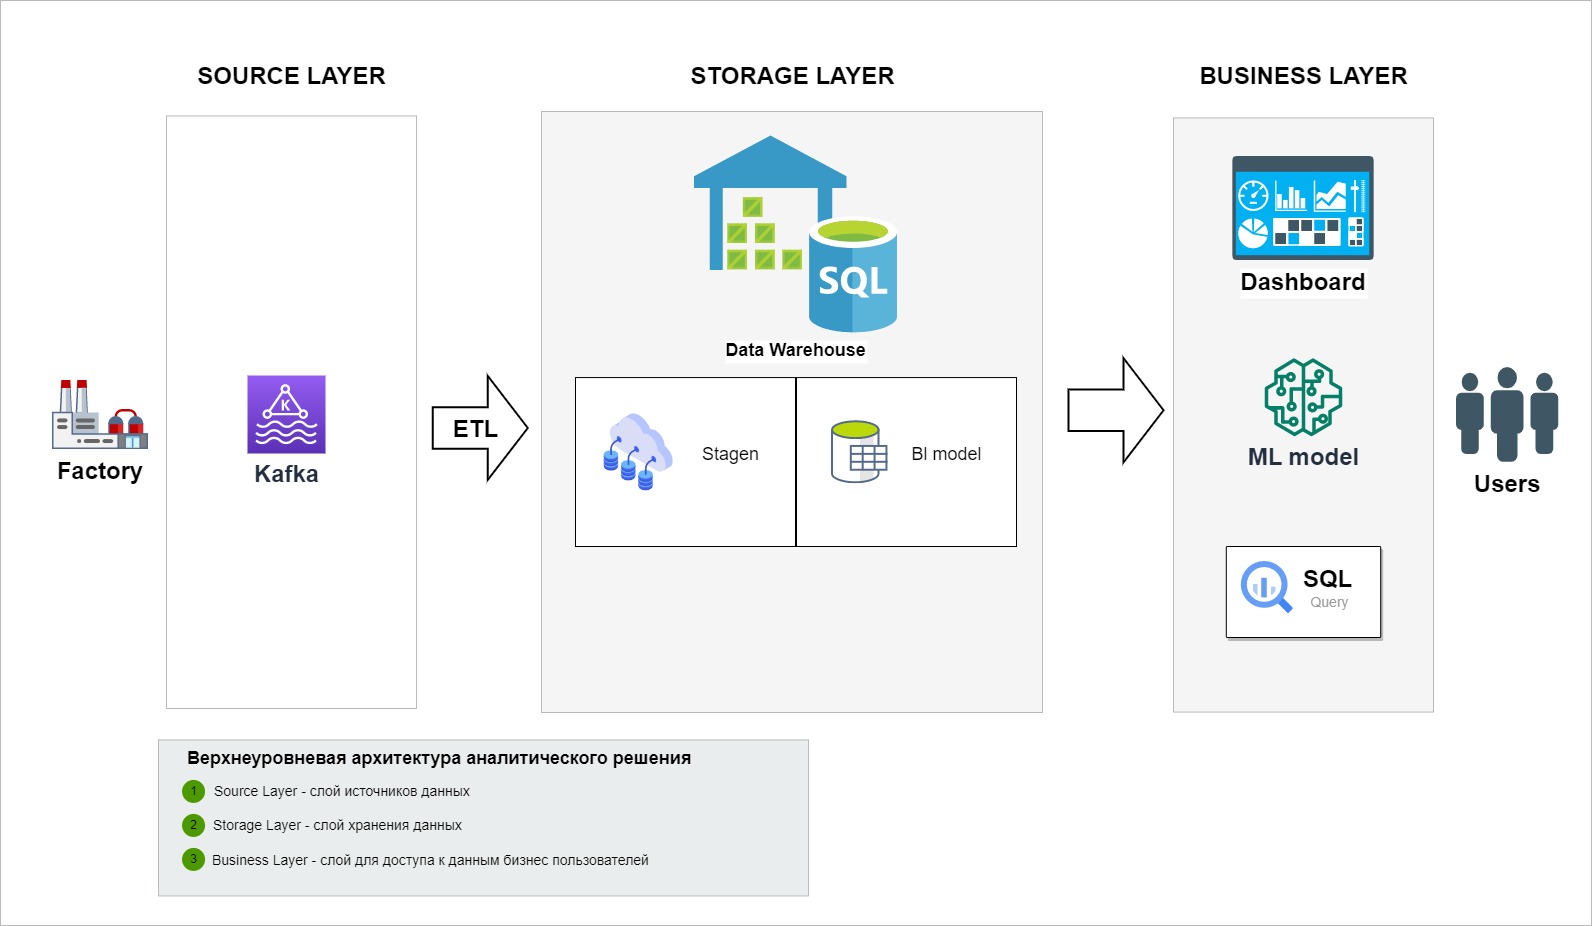 SOURCE LAYER
STORAGE LAYER
BUSINESS LAYER
SQL
Data Warehouse
Dashboard
Factory
K
Kafka
ETL
Stagen
BI model
ML model
Users
SQL
Query
Верхнеуровневая архитектура аналитического решения
1 Source Layer - слой источников данных
2 Storage Layer - слой хранения данных
3 Business Layer - слой для доступа к данным бизнес пользователей